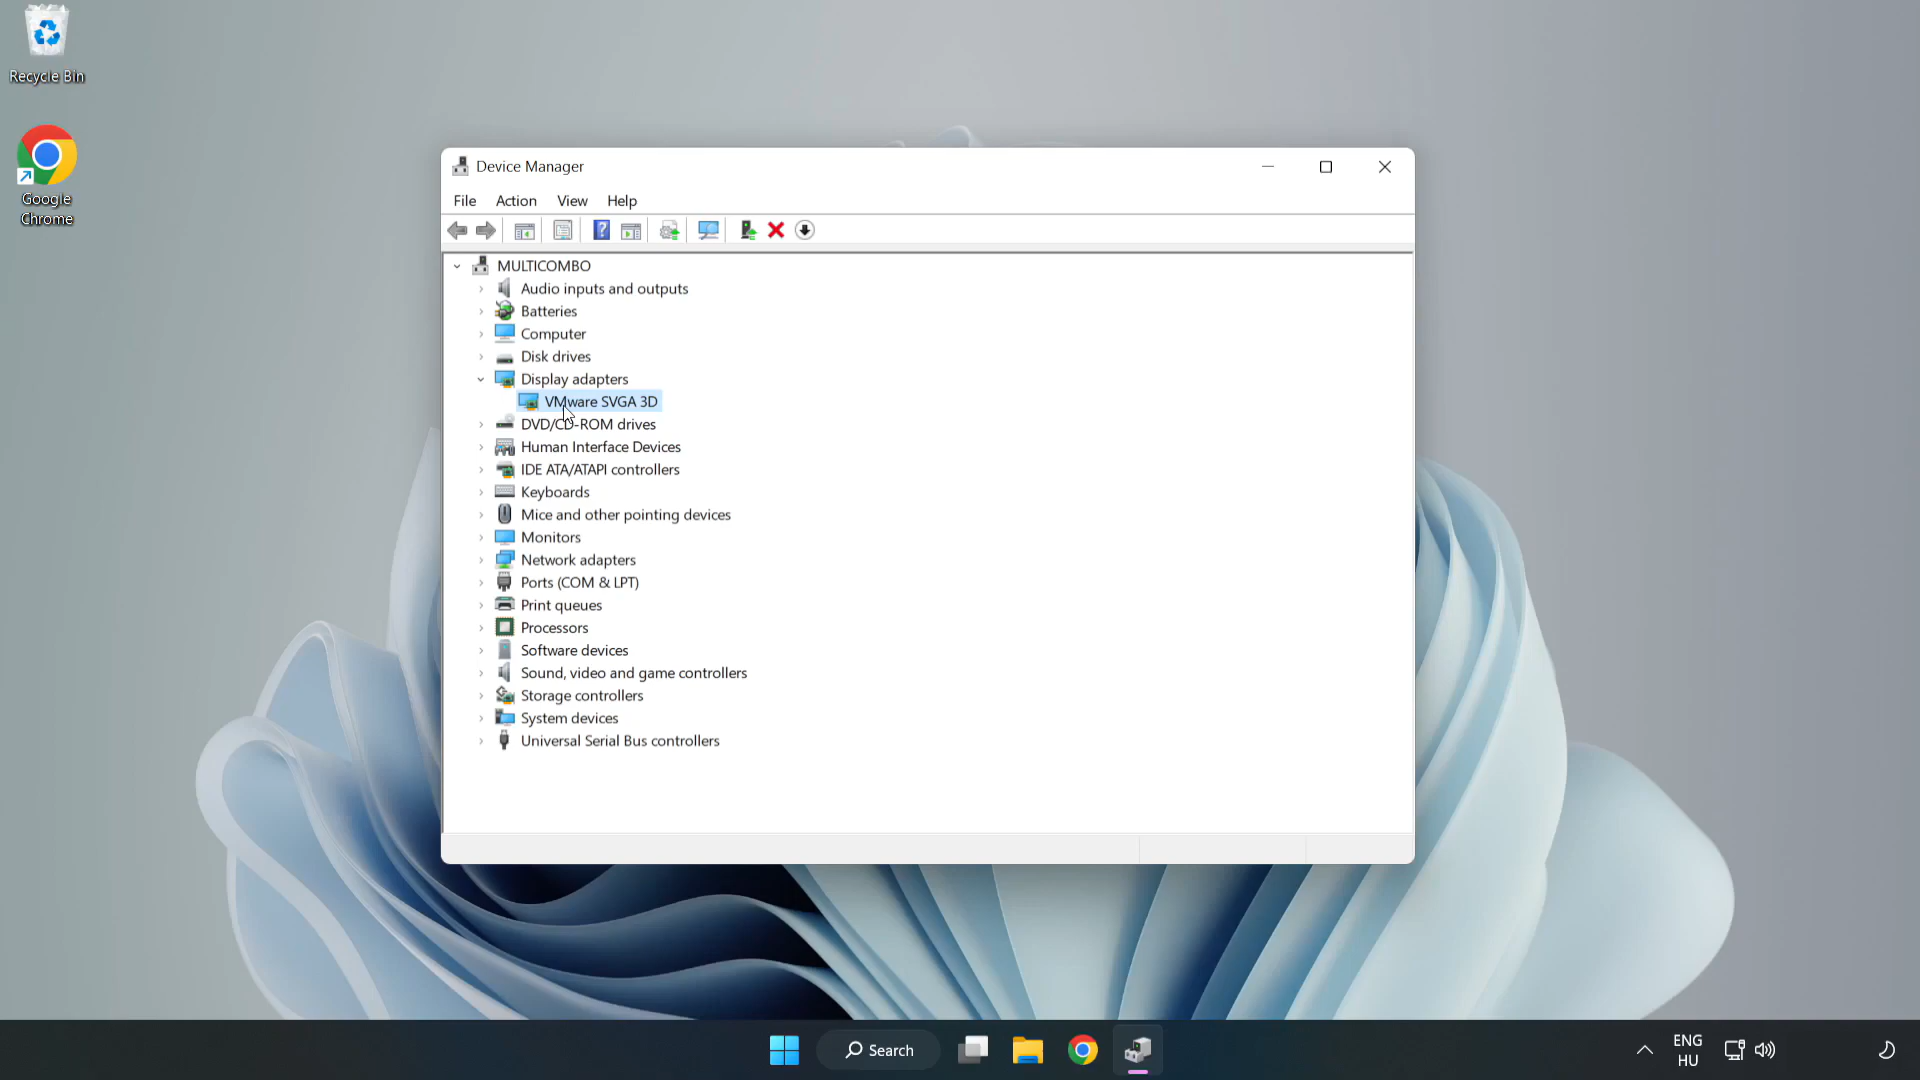 Recycle Bin
Google
Chrome
Device Manager
File Action View Help
MULTICOMBO
Audio inputs and outputs
Batteries
Computer
Disk drives
Display adapters
VMware SVGA 3D
DVD/CD-ROM drives
Human Interface Devices
IDE ATA/ATAPI controllers
Keyboards
Mice and other pointing devices
Monitors
Network adapters
Ports (COM & LPT)
Print queues
Processors
Software devices
Sound, video and game controllers
Storage controllers
System devices
Universal Serial Bus controllers
Search
ENG
HU